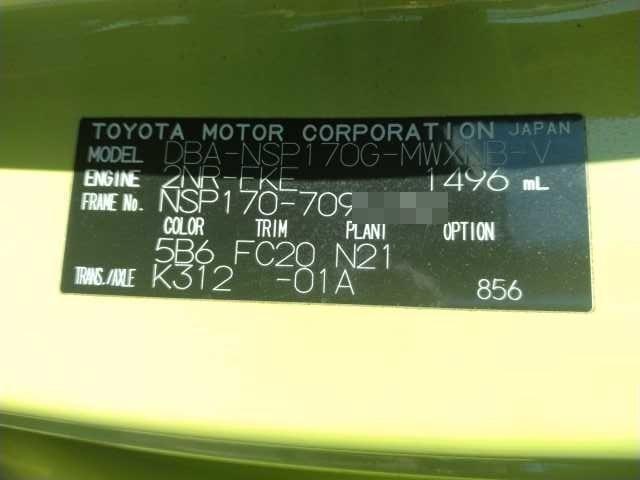 TOYOTA MOTOR CORPORATION JAPAN
MODEL DBA-NSP170G-MWXNB-V
ENGINE 2NR-FKE 1496 mL
FRAME No. NSP170-709
COLOR TRIM PLANT OPTION
5B6 FC20 N21
TRANS./AXLE K312 -01A 856